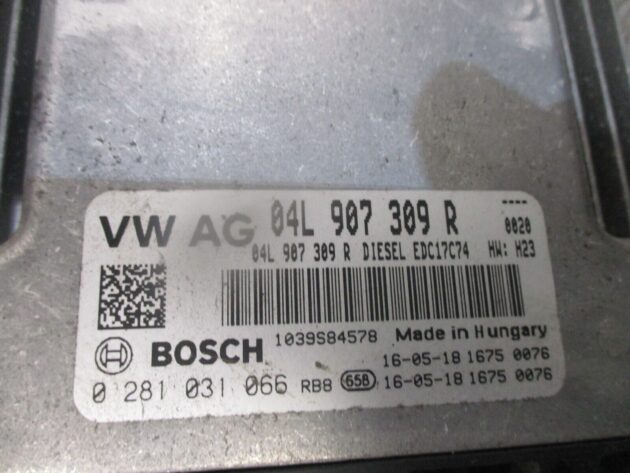 VW AG 04L 907 309 R ----
0020
04L 907 309 R DIESEL EDC17C74 HW: H23
1039S84578 Made in Hungary
BOSCH 16-05-18 1675 0076
0 281 031 066 RB8 65B 16-05-18 1675 0076